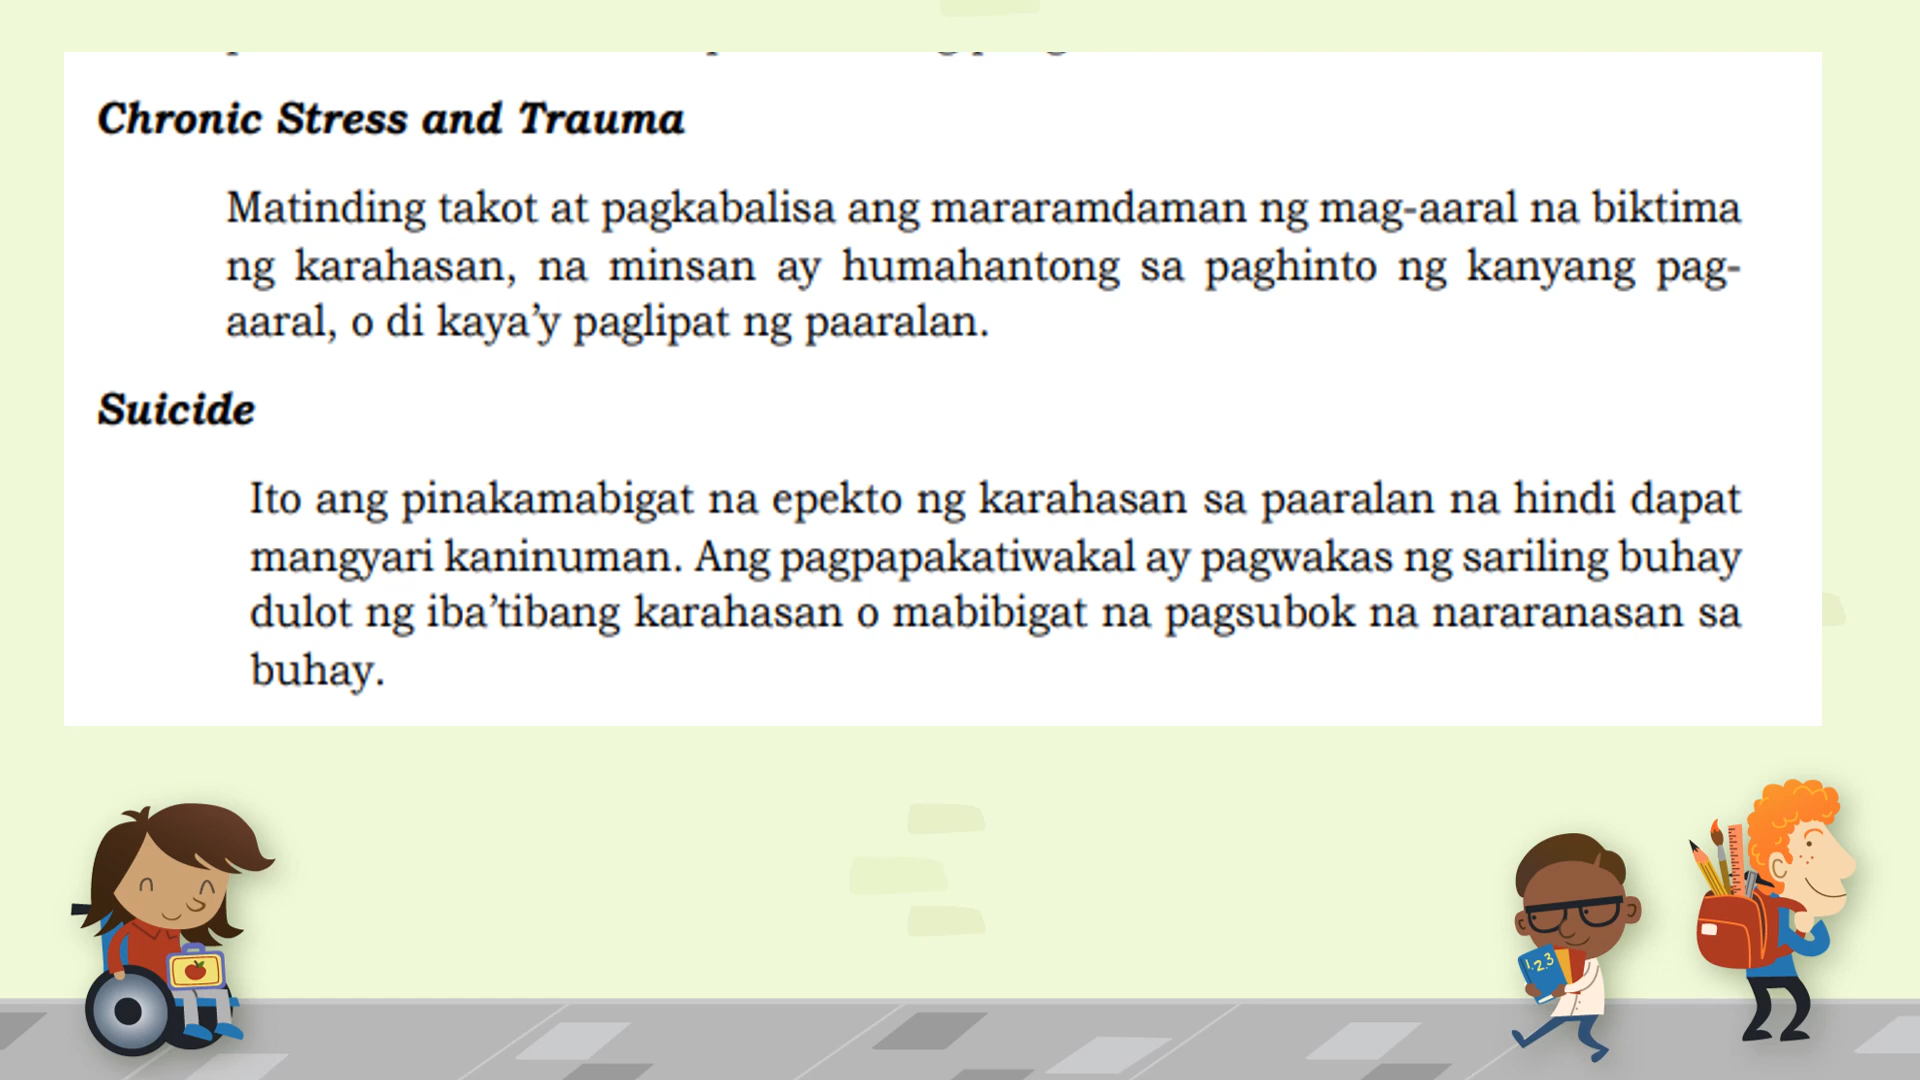 Chronic Stress and Trauma
Matinding takot at pagkabalisa ang mararamdaman ng mag-aaral na biktima
ng karahasan, na minsan ay humahantong sa paghinto ng kanyang pag-
aaral, o di kaya’y paglipat ng paaralan.
Suicide
Ito ang pinakamabigat na epekto ng karahasan sa paaralan na hindi dapat
mangyari kaninuman. Ang pagpapakatiwakal ay pagwakas ng sariling buhay
dulot ng iba’tibang karahasan o mabibigat na pagsubok na nararanasan sa
buhay.
1.2.3